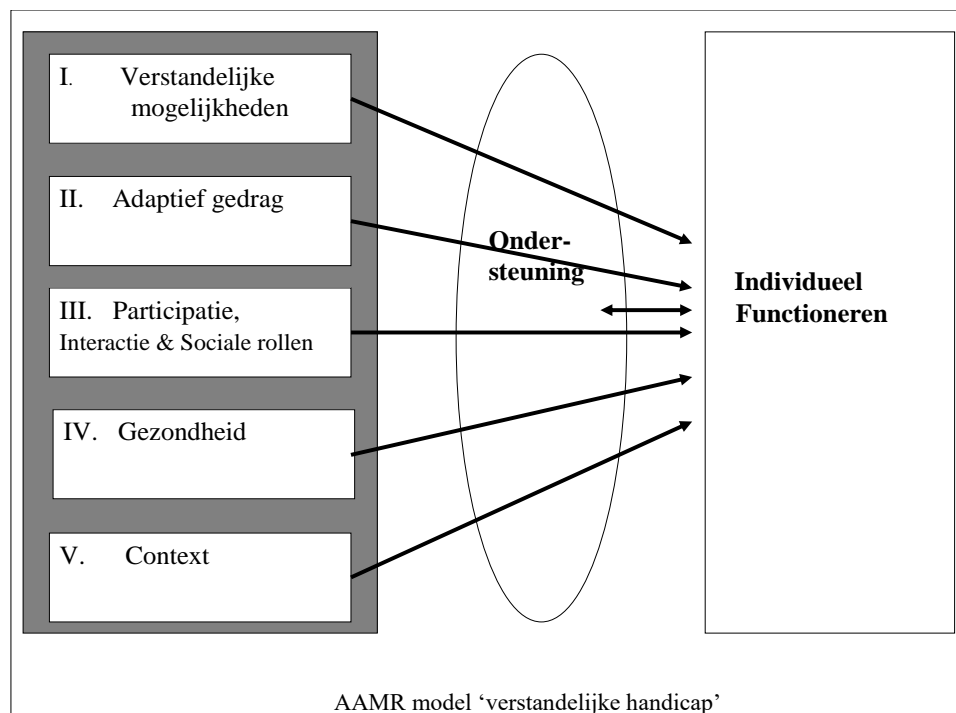 I. Verstandelijke
mogelijkheden
II. Adaptief gedrag
III. Participatie,
Interactie & Sociale rollen
IV. Gezondheid
V. Context
Onder-
steuning
Individueel
Functioneren
AAMR model ‘verstandelijke handicap’